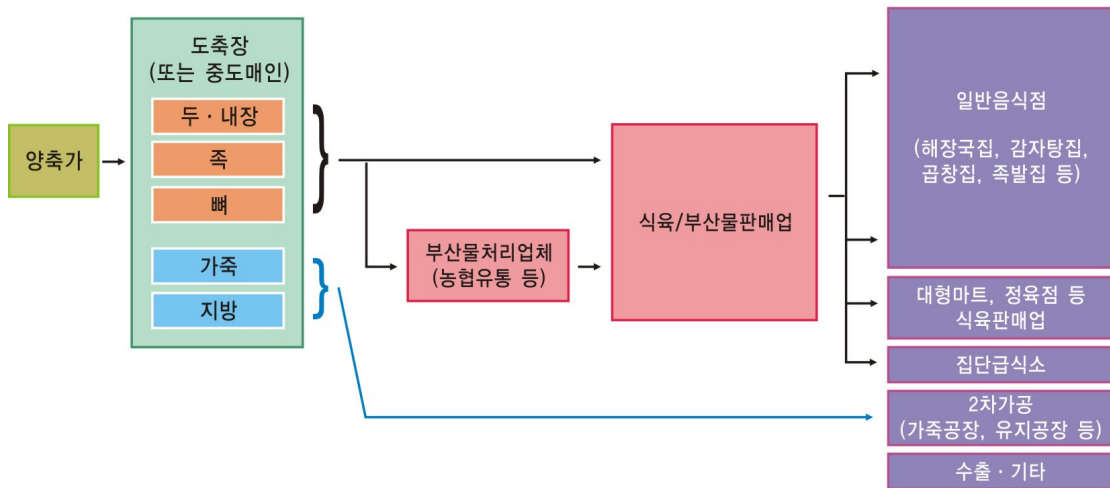 양축가
도축장
(또는 중도매인)
두 · 내장
족
뼈
가죽
지방
부산물처리업체
(농협유통 등)
식육/부산물판매업
일반음식점
(해장국집, 감자탕집,
곱창집, 족발집 등)
대형마트, 정육점 등
식육판매업
집단급식소
2차가공
(가죽공장, 유지공장 등)
수출 · 기타